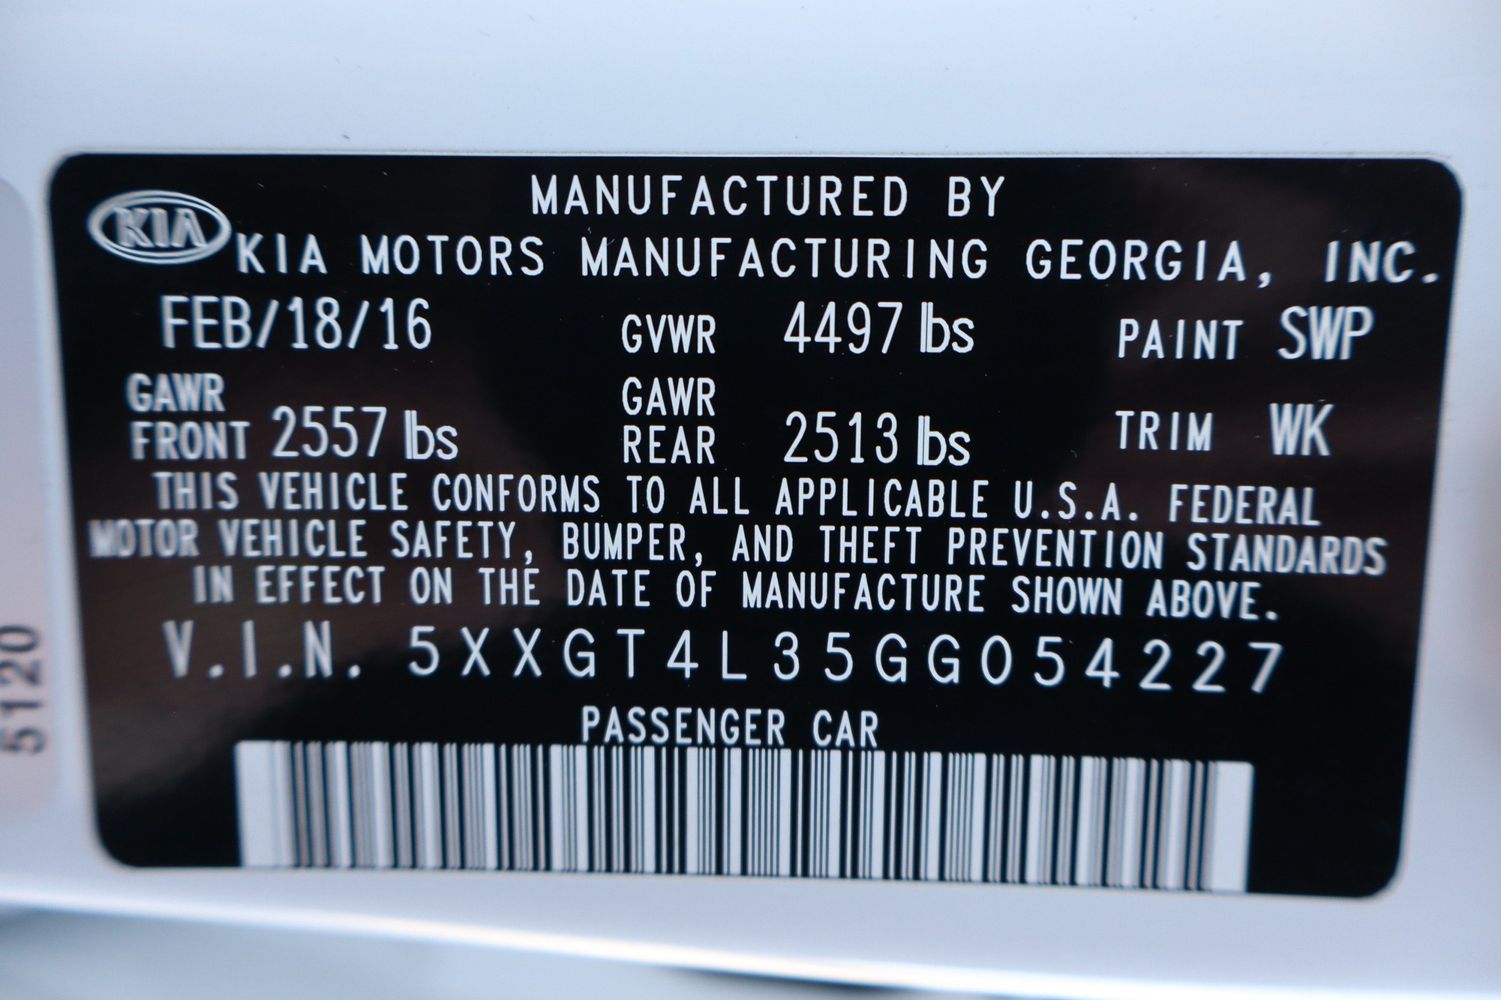 MANUFACTURED BY
KIA
KIA MOTORS MANUFACTURING GEORGIA, INC.
FEB/18/16 GVWR 4497 lbs PAINT SWP
GAWR FRONT 2557 lbs GAWR REAR 2513 lbs TRIM WK
THIS VEHICLE CONFORMS TO ALL APPLICABLE U.S.A. FEDERAL
MOTOR VEHICLE SAFETY, BUMPER, AND THEFT PREVENTION STANDARDS
IN EFFECT ON THE DATE OF MANUFACTURE SHOWN ABOVE.
V.I.N. 5XXGT4L35GG054227
PASSENGER CAR
5120